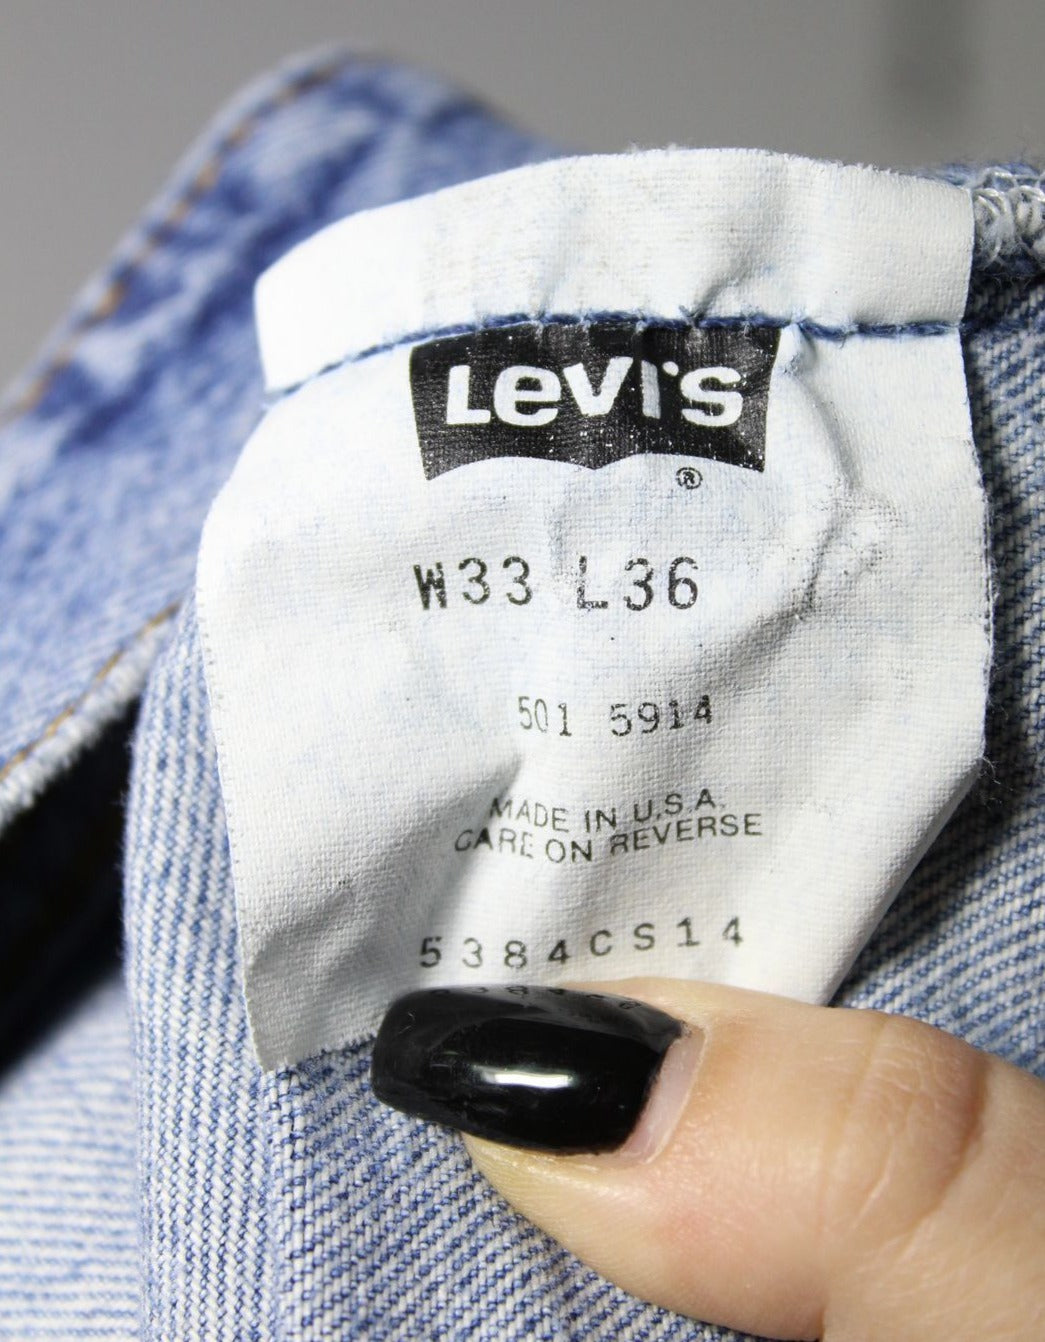 Levi's
®
W33 L36
501 5914
MADE IN U.S.A.
CARE ON REVERSE
5384CS14